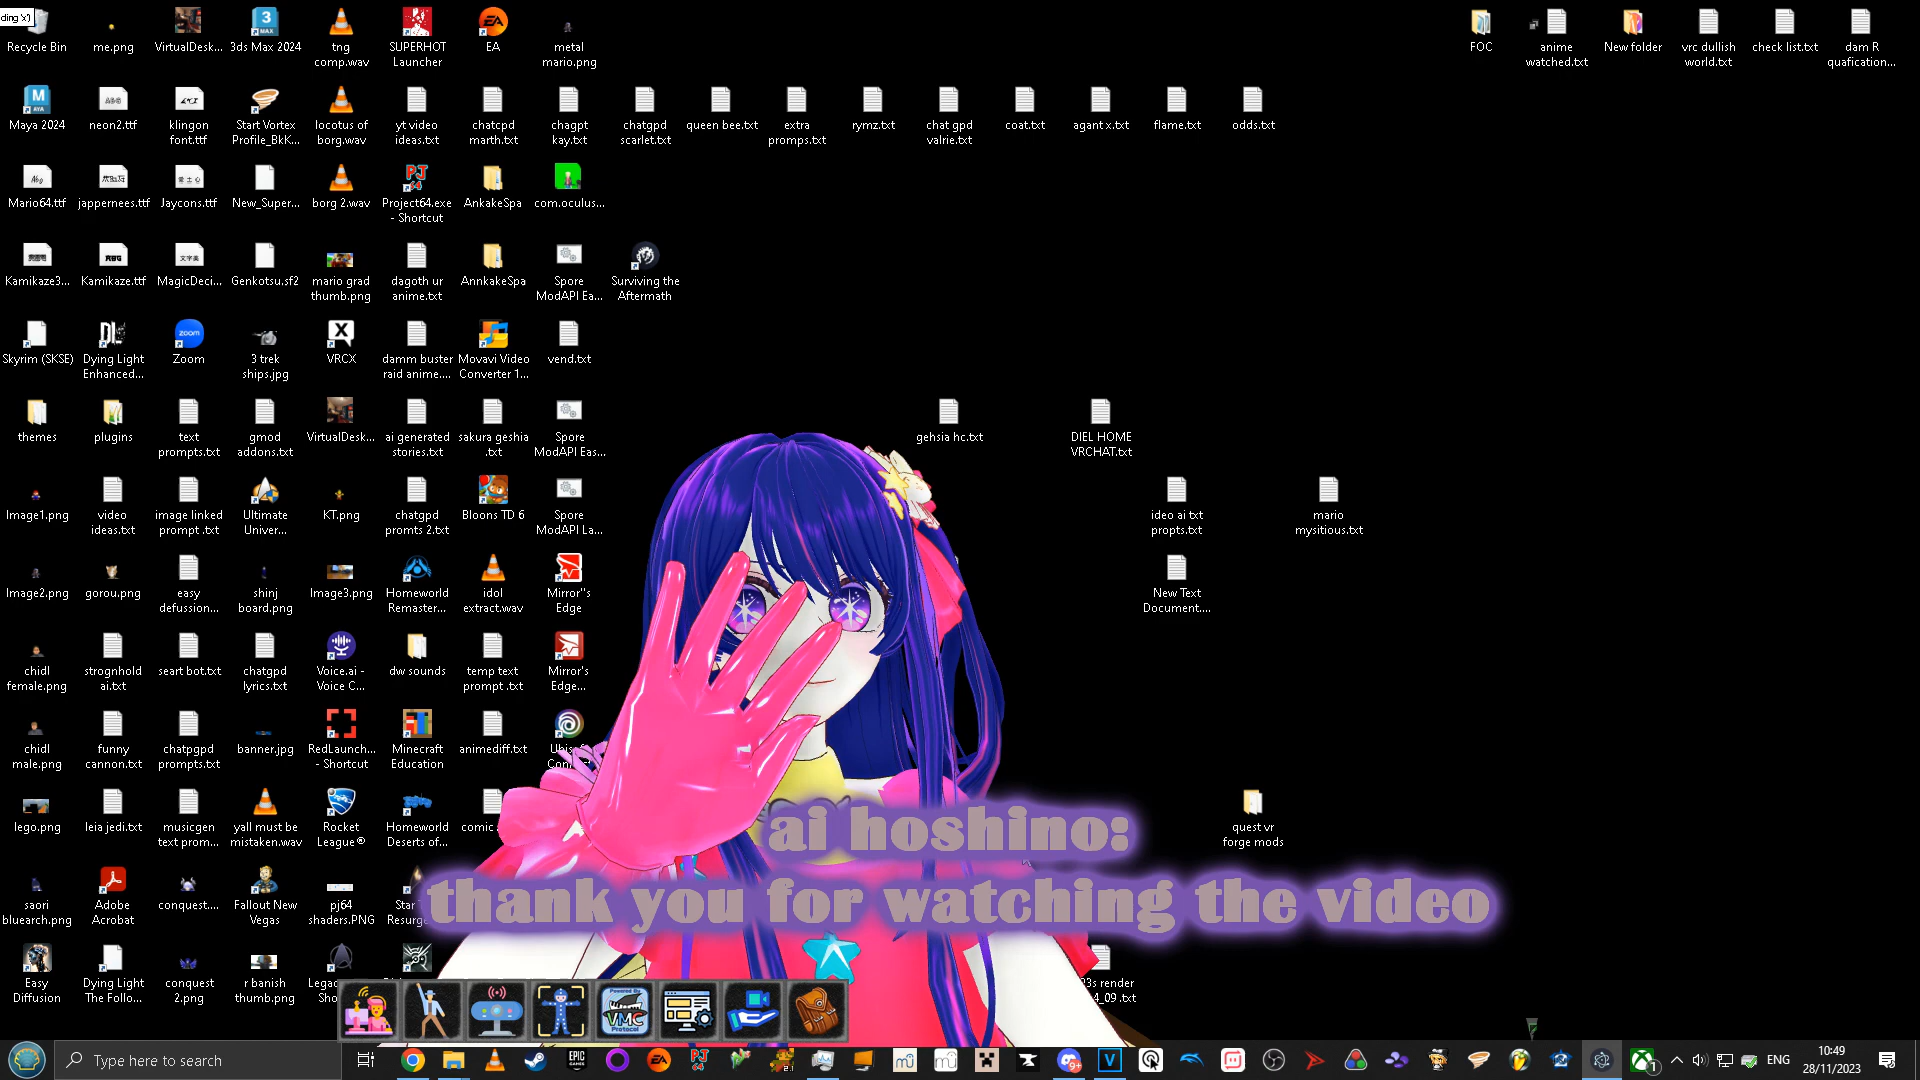 ding 'x')
Recycle Bin
me.png
VirtualDesk...
3ds Max 2024
tng
comp.wav
SUPERHOT
Launcher
EA
metal
mario.png
FOC
anime
watched.txt
New folder
vrc dullish
world.txt
check list.txt
dam R
quafication...
Maya 2024
neon2.ttf
klingon
font.ttf
Start Vortex
Profile_BkK...
locotus of
borg.wav
yt video
ideas.txt
chatcpd
marth.txt
chagpt
kay.txt
chatgpd
scarlet.txt
queen bee.txt
extra
promps.txt
rymz.txt
chat gpd
valrie.txt
coat.txt
agant x.txt
flame.txt
odds.txt
Mario64.ttf
jappernees.ttf
Jaycons.ttf
New_Super...
borg 2.wav
Project64.exe
- Shortcut
AnkakeSpa
com.oculus...
Kamikaze3...
Kamikaze.ttf
MagicDeci...
Genkotsu.sf2
mario grad
thumb.png
dagoth ur
anime.txt
AnnkakeSpa
Spore
ModAPI Ea...
Surviving the
Aftermath
Skyrim (SKSE)
Dying Light
Enhanced...
Zoom
3 trek
ships.jpg
VRCX
damm buster
raid anime....
Movavi Video
Converter 1...
vend.txt
themes
plugins
text
prompts.txt
gmod
addons.txt
VirtualDesk...
ai generated
stories.txt
sakura geshia
.txt
Spore
ModAPI Eas...
gehsia hc.txt
DIEL HOME
VRCHAT.txt
Image1.png
video
ideas.txt
image linked
prompt .txt
Ultimate
Univer...
KT.png
chatgpd
promts 2.txt
Bloons TD 6
Spore
ModAPI La...
ideo ai txt
propts.txt
mario
mysitious.txt
Image2.png
gorou.png
easy
defussion...
shinj
board.png
Image3.png
Homeworld
Remaster...
idol
extract.wav
Mirror''s
Edge
New Text
Document....
chidl
female.png
strognhold
ai.txt
seart bot.txt
chatgpd
lyrics.txt
Voice.ai -
Voice C...
dw sounds
temp text
prompt .txt
Mirror's
Edge...
chidl
male.png
funny
cannon.txt
chatpgpd
prompts.txt
banner.jpg
RedLaunch...
- Shortcut
Minecraft
Education
animediff.txt
lego.png
leia jedi.txt
musicgen
text prom...
yall must be
mistaken.wav
Rocket
League®
Homeworld
Deserts of...
comic
quest vr
forge mods
ai hoshino:
thank you for watching the video
saori
bluearch.png
Adobe
Acrobat
conquest....
Fallout New
Vegas
pj64
shaders.PNG
Star
Resurg
Easy
Diffusion
Dying Light
The Follo...
conquest
2.png
r banish
thumb.png
Powered By
VMC
Protocol
Type here to search
ENG
10:49
28/11/2023